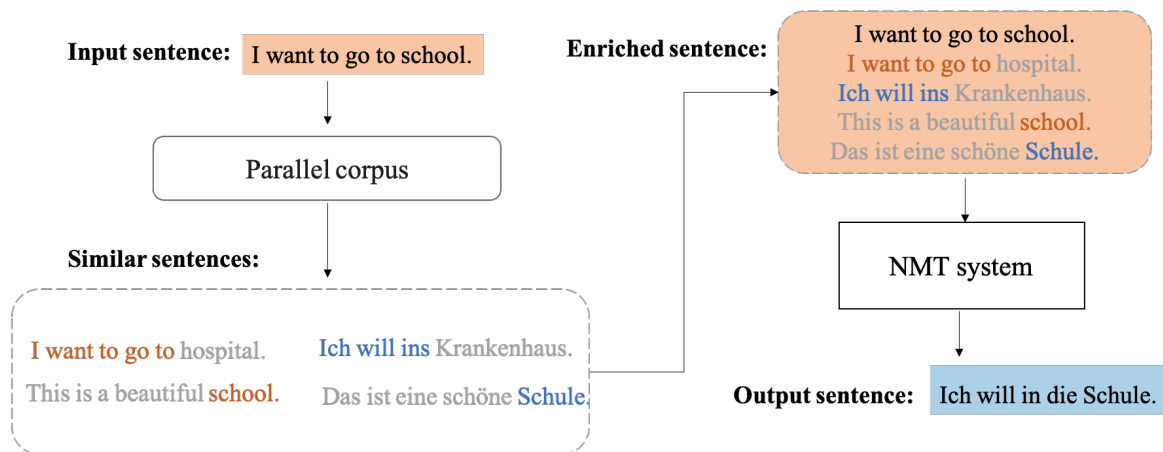 Input sentence: I want to go to school.
Parallel corpus
Similar sentences:
I want to go to hospital. Ich will ins Krankenhaus.
This is a beautiful school. Das ist eine schöne Schule.
Enriched sentence:
I want to go to school.
I want to go to hospital.
Ich will ins Krankenhaus.
This is a beautiful school.
Das ist eine schöne Schule.
NMT system
Output sentence: Ich will in die Schule.